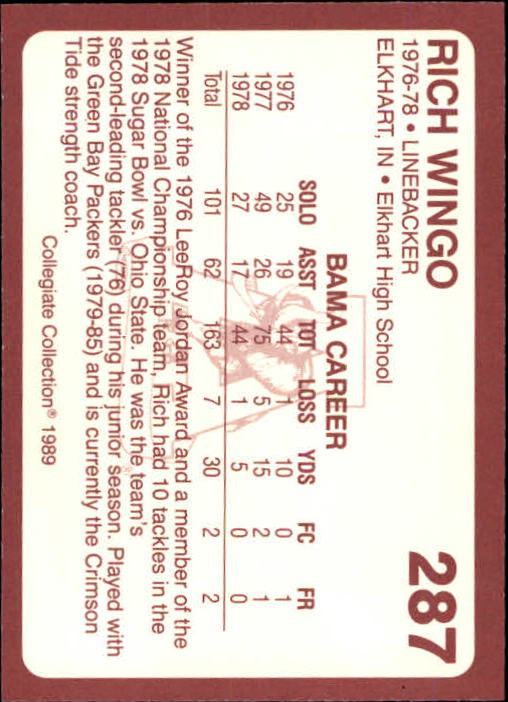 RICH WINGO 287
1976-78 • LINEBACKER
ELKHART, IN • Elkhart High School
BAMA CAREER
SOLO ASST TOT LOSS YDS FC FR
1976 25 19 44 1 10 0 1
1977 49 26 75 5 15 2 1
1978 27 17 44 1 5 0 0
Total 101 62 163 7 30 2 2
Winner of the 1976 LeeRoy Jordan Award and a member of the
1978 National Championship team, Rich had 10 tackles in the
1978 Sugar Bowl vs. Ohio State. He was the team's
second-leading tackler (76) during his junior season. Played with
the Green Bay Packers (1979-85) and is currently the Crimson
Tide strength coach.
Collegiate Collection® 1989